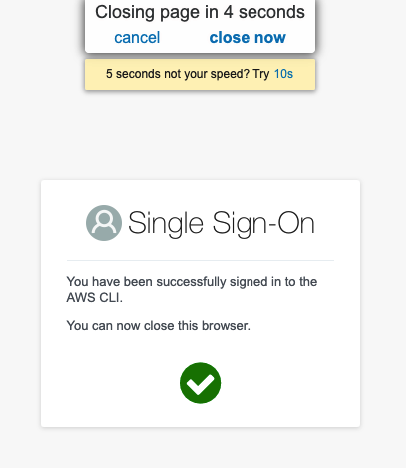 Closing page in 4 seconds
cancel close now
5 seconds not your speed? Try 10s
Single Sign-On
You have been successfully signed in to the
AWS CLI.
You can now close this browser.